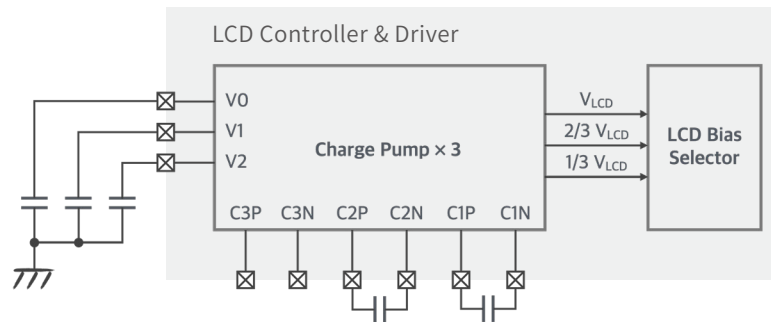 LCD Controller & Driver
V0
V1
V2
Charge Pump × 3
C3P C3N C2P C2N C1P C1N
VLCD
2/3 VLCD
1/3 VLCD
LCD Bias
Selector